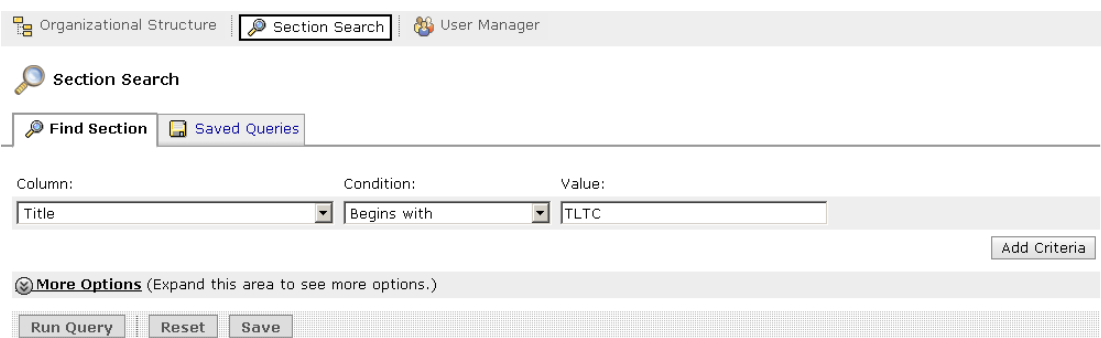 Organizational Structure Section Search User Manager
Section Search
Find Section Saved Queries
Column: Condition: Value:
Title Begins with TLTC
Add Criteria
More Options (Expand this area to see more options.)
Run Query Reset Save